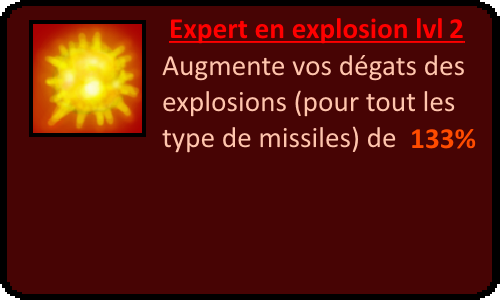 Expert en explosion lvl 2
Augmente vos dégats des
explosions (pour tout les
type de missiles) de 133%